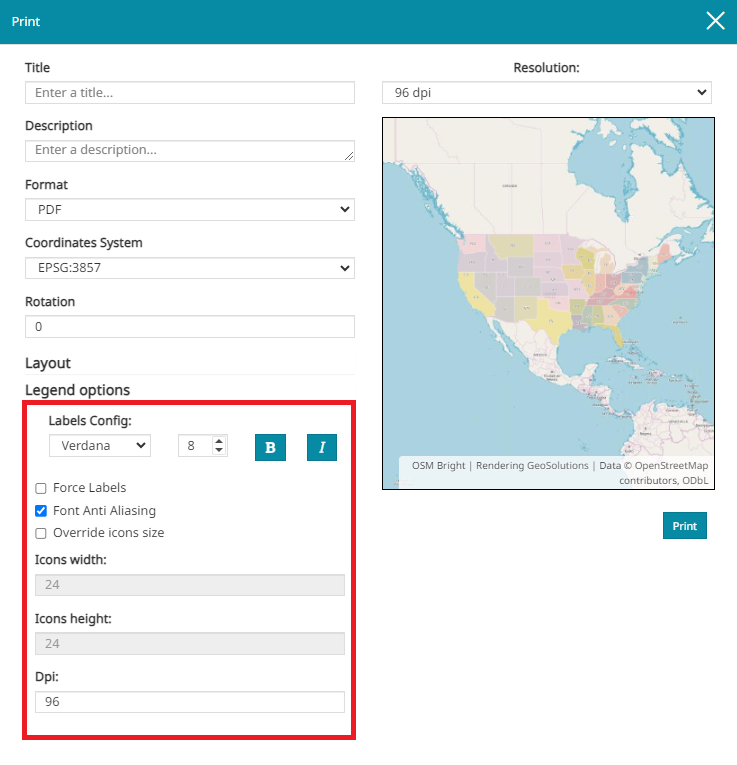 Print
Title
Enter a title...
Description
Enter a description...
Format
PDF
Coordinates System
EPSG:3857
Rotation
0
Layout
Legend options
Labels Config:
Verdana 8 B I
Force Labels
Font Anti Aliasing
Override icons size
Icons width:
24
Icons height:
24
Dpi:
96
Resolution:
96 dpi
OSM Bright | Rendering GeoSolutions | Data © OpenStreetMap
contributors, ODbL
Print